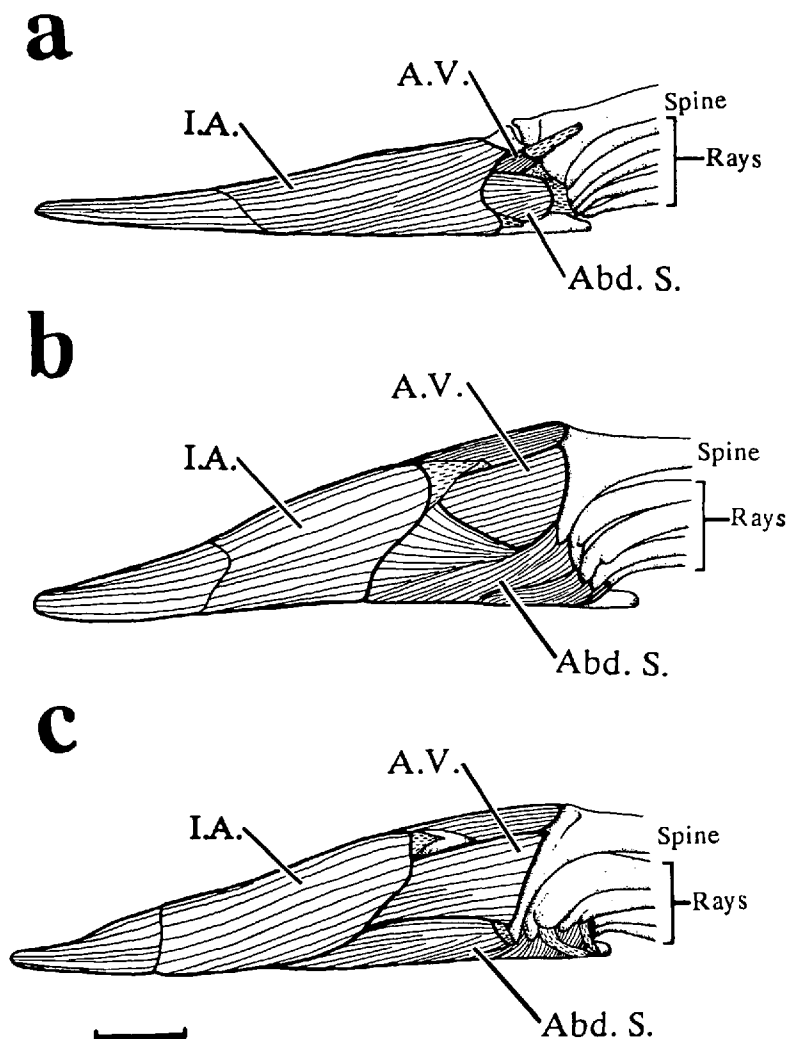 a
A.V.
I.A.
Spine
Rays
Abd. S.
b
A.V.
I.A.
Spine
Rays
Abd. S.
c
A.V.
I.A.
Spine
Rays
Abd. S.